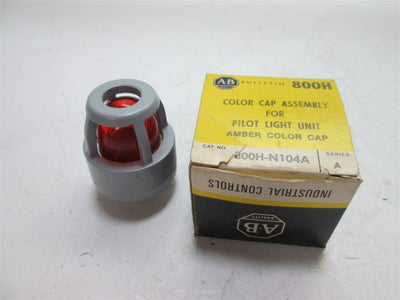 AB BULLETIN 800H
COLOR CAP ASSEMBLY
FOR
PILOT LIGHT UNIT
AMBER COLOR CAP
CAT. NO. 800H-N104A SERIES A
INDUSTRIAL CONTROLS
A-B
QUALITY